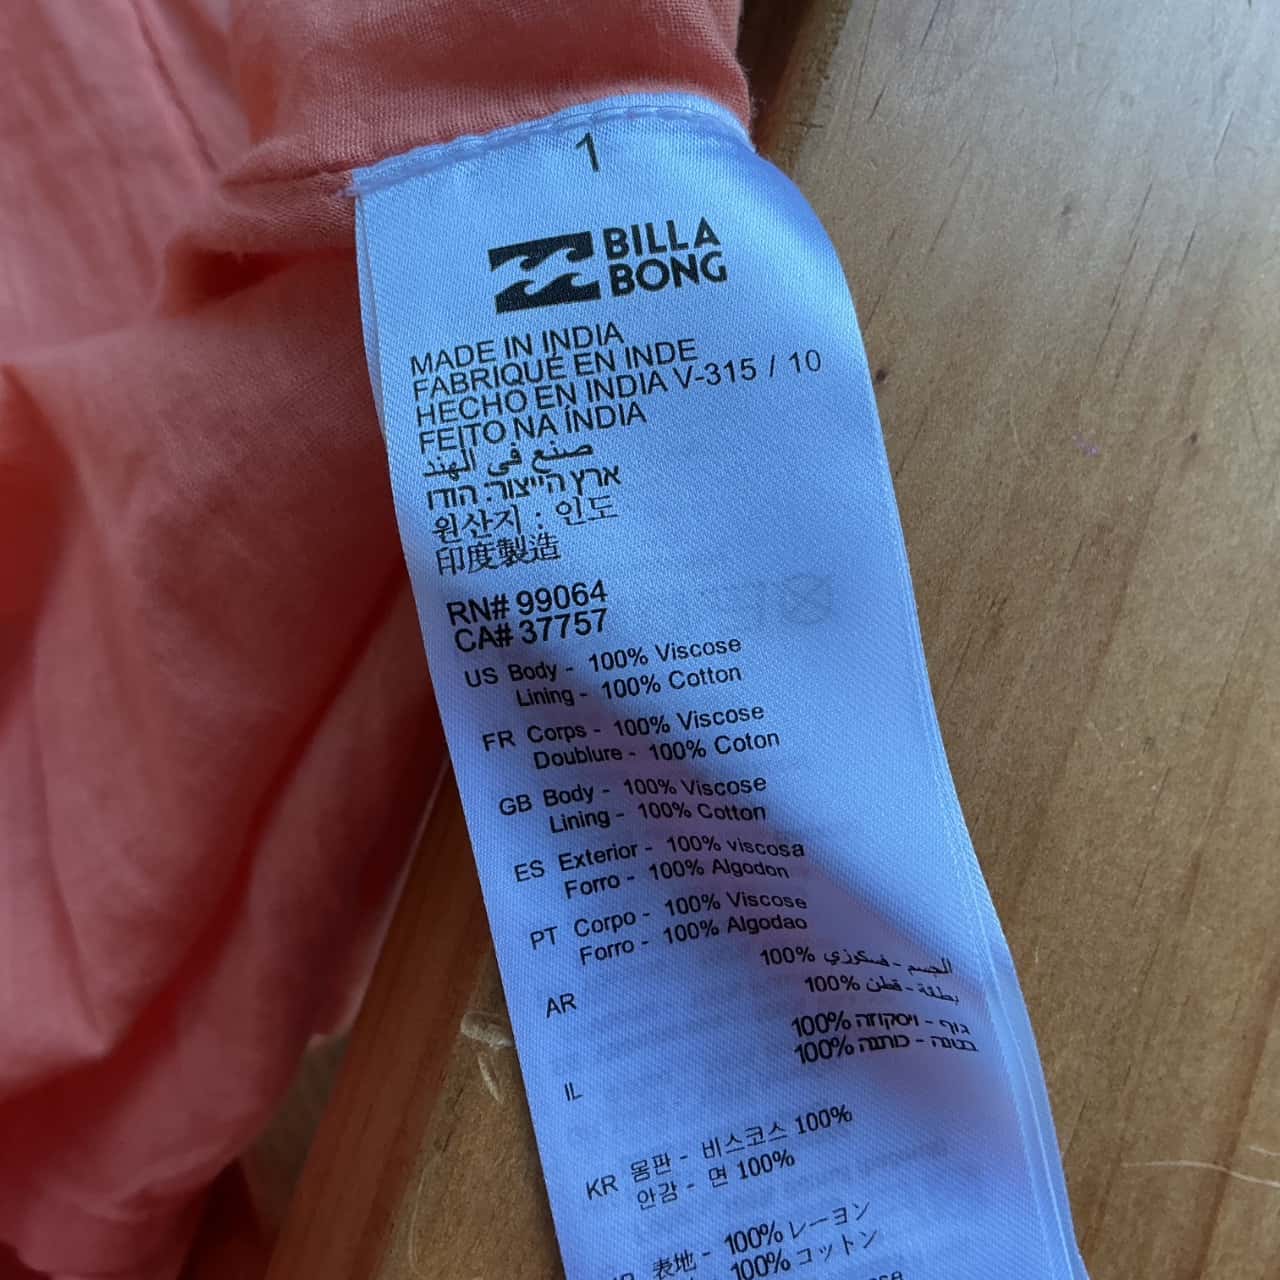 1
BILLA
BONG
MADE IN INDIA
FABRIQUÉ EN INDE
HECHO EN INDIA V-315 / 10
FEITO NA ÍNDIA
صنع في الهند
ארץ הייצור: הודו
원산지 : 인도
印度製造
RN# 99064
CA# 37757
US Body - 100% Viscose
Lining - 100% Cotton
FR Corps - 100% Viscose
Doublure - 100% Coton
GB Body - 100% Viscose
Lining - 100% Cotton
ES Exterior - 100% viscosa
Forro - 100% Algodon
PT Corpo - 100% Viscose
Forro - 100% Algodao
الجسم - فسكوزي 100%
بطانة - قطن 100%
AR
גוף - ויסקוזה 100%
בטנה - כותנה 100%
IL
KR 몸판 - 비스코스 100%
안감 - 면 100%
表地 - 100% レーヨン
100% コットン